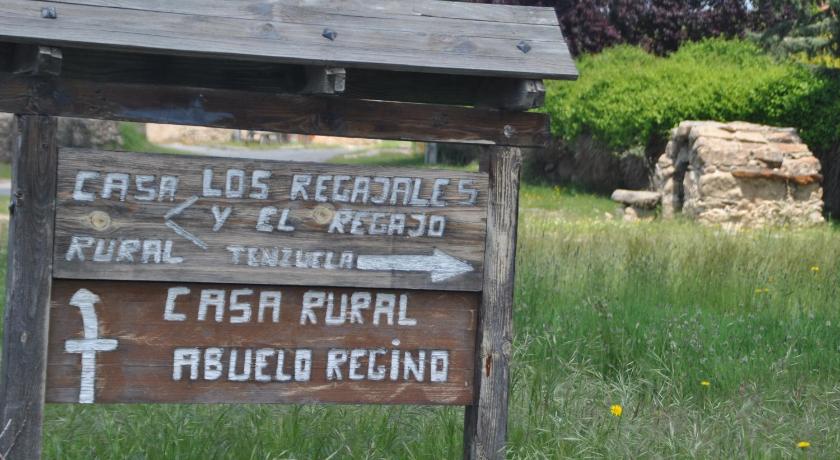 CASA LOS REGAJALES
Y EL REGAJO
RURAL TENZUELA
CASA RURAL
ABUELO REGINO